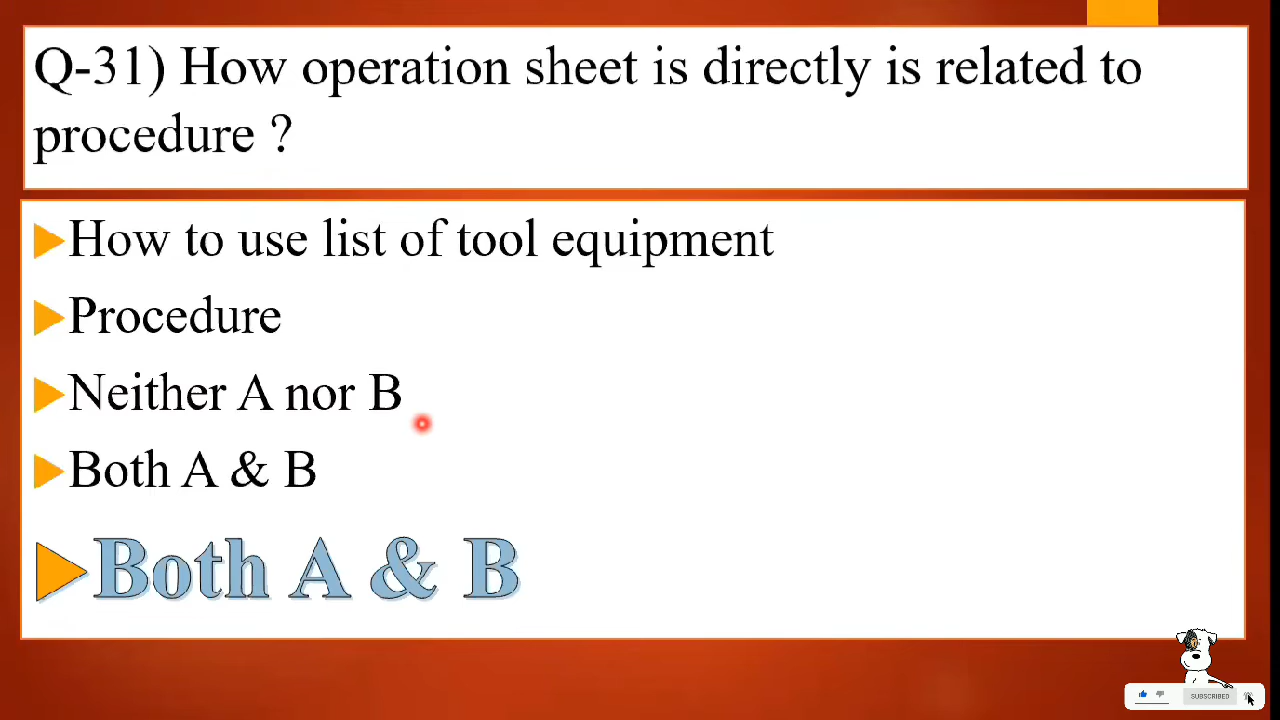 Q-31) How operation sheet is directly is related to
procedure ?
How to use list of tool equipment
Procedure
Neither A nor B
Both A & B
Both A & B
SUBSCRIBED